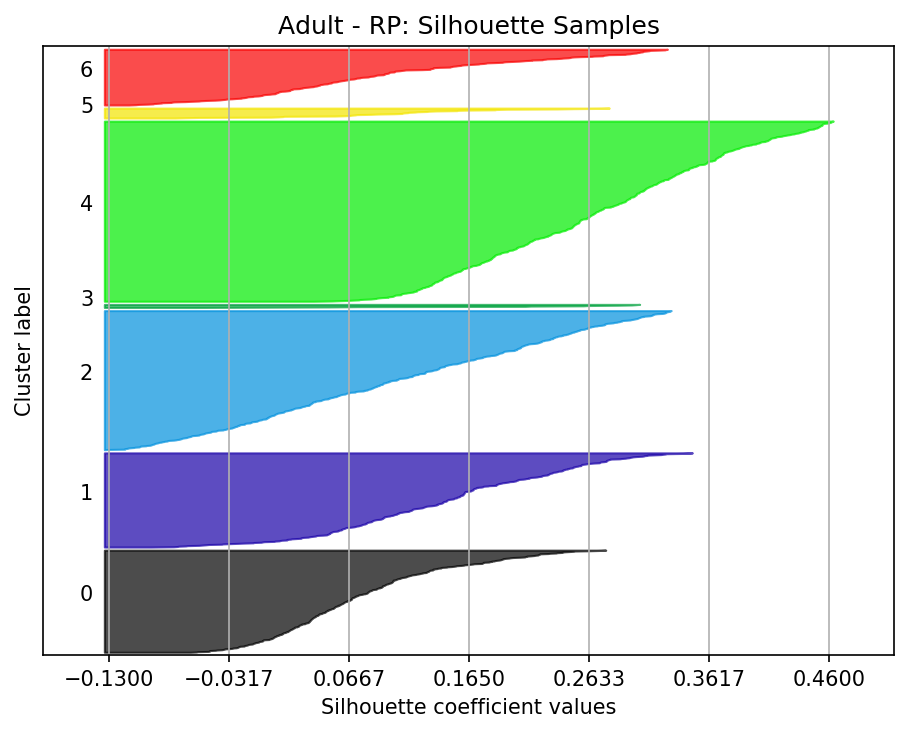 Adult - RP: Silhouette Samples
6
5
4
3
2
1
0
Cluster label
−0.1300 −0.0317 0.0667 0.1650 0.2633 0.3617 0.4600
Silhouette coefficient values